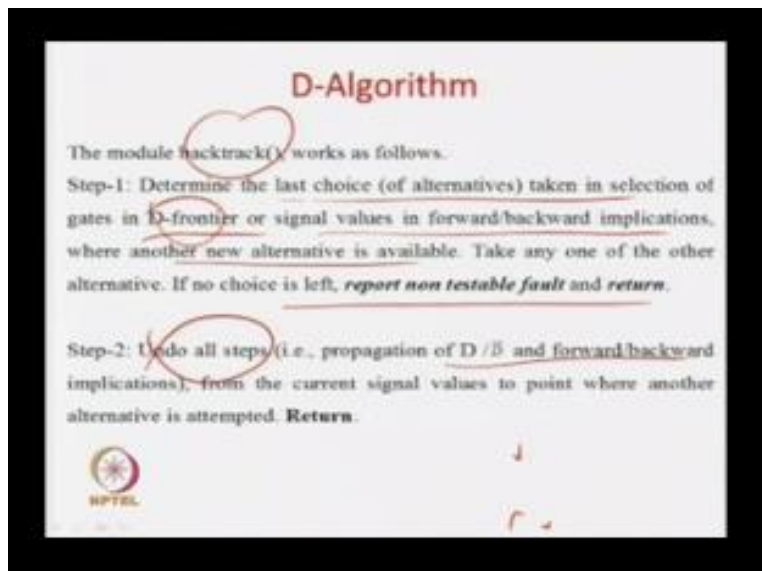 D-Algorithm
The module backtrack() works as follows.
Step-1: Determine the last choice (of alternatives) taken in selection of
gates in D-frontier or signal values in forward/backward implications,
where another new alternative is available. Take any one of the other
alternative. If no choice is left, report non testable fault and return.
Step-2: Undo all steps (i.e., propagation of D / D̅ and forward/backward
implications), from the current signal values to point where another
alternative is attempted. Return.
NPTEL